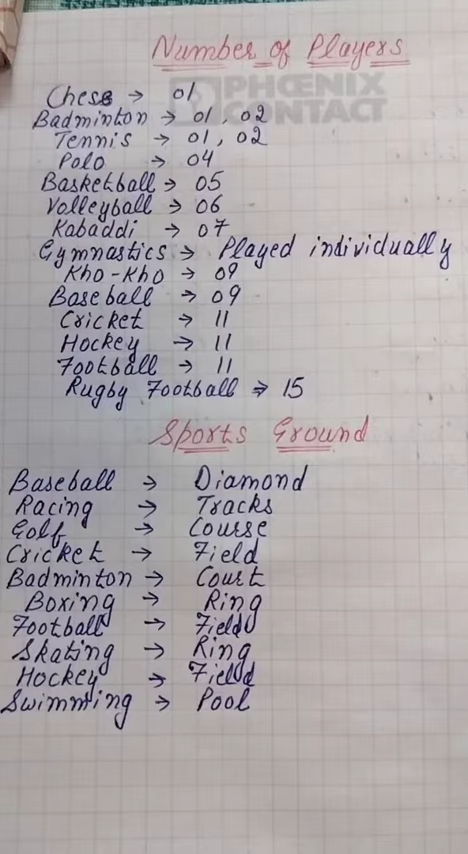 Number of Players
PHŒNIX
CONTACT
Chess → 01
Badminton → 01, 02
Tennis → 01, 02
Polo → 04
Basketball → 05
Volleyball → 06
Kabaddi → 07
Gymnastics → Played individually
Kho-Kho → 09
Baseball → 09
Cricket → 11
Hockey → 11
Football → 11
Rugby Football → 15
Sports Ground
Baseball → Diamond
Racing → Tracks
Golf → Course
Cricket → Field
Badminton → Court
Boxing → Ring
Football → Field
Skating → Ring
Hockey → Field
Swimming → Pool